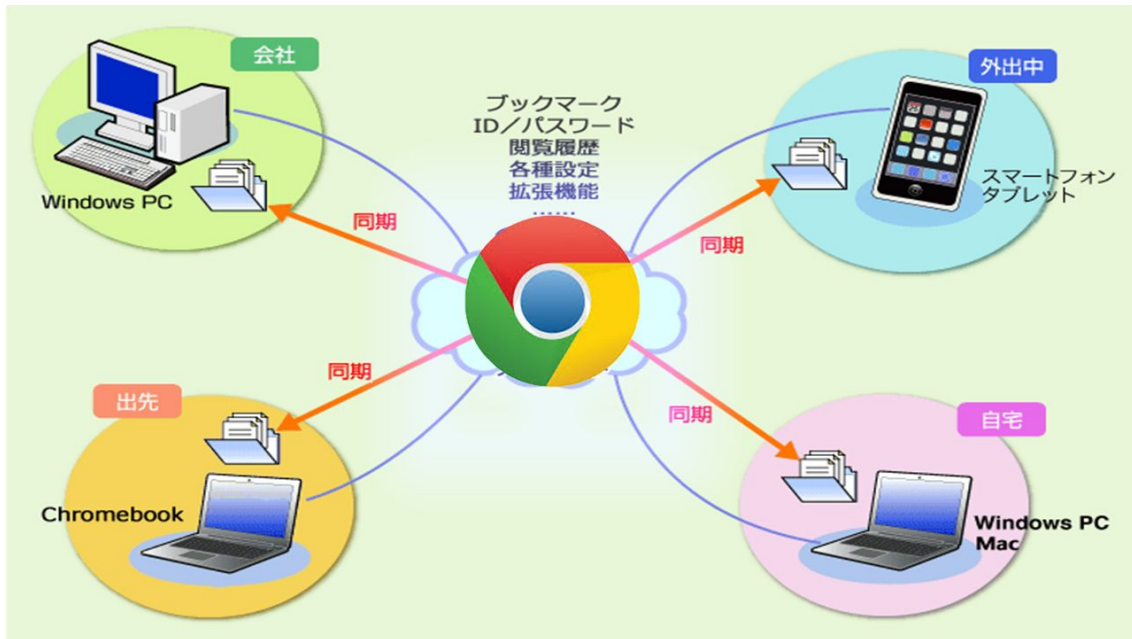 会社
Windows PC
同期
ブックマーク
ID／パスワード
閲覧履歴
各種設定
拡張機能
……
外出中
スマートフォン
タブレット
同期
出先
Chromebook
同期
自宅
Windows PC
Mac
同期